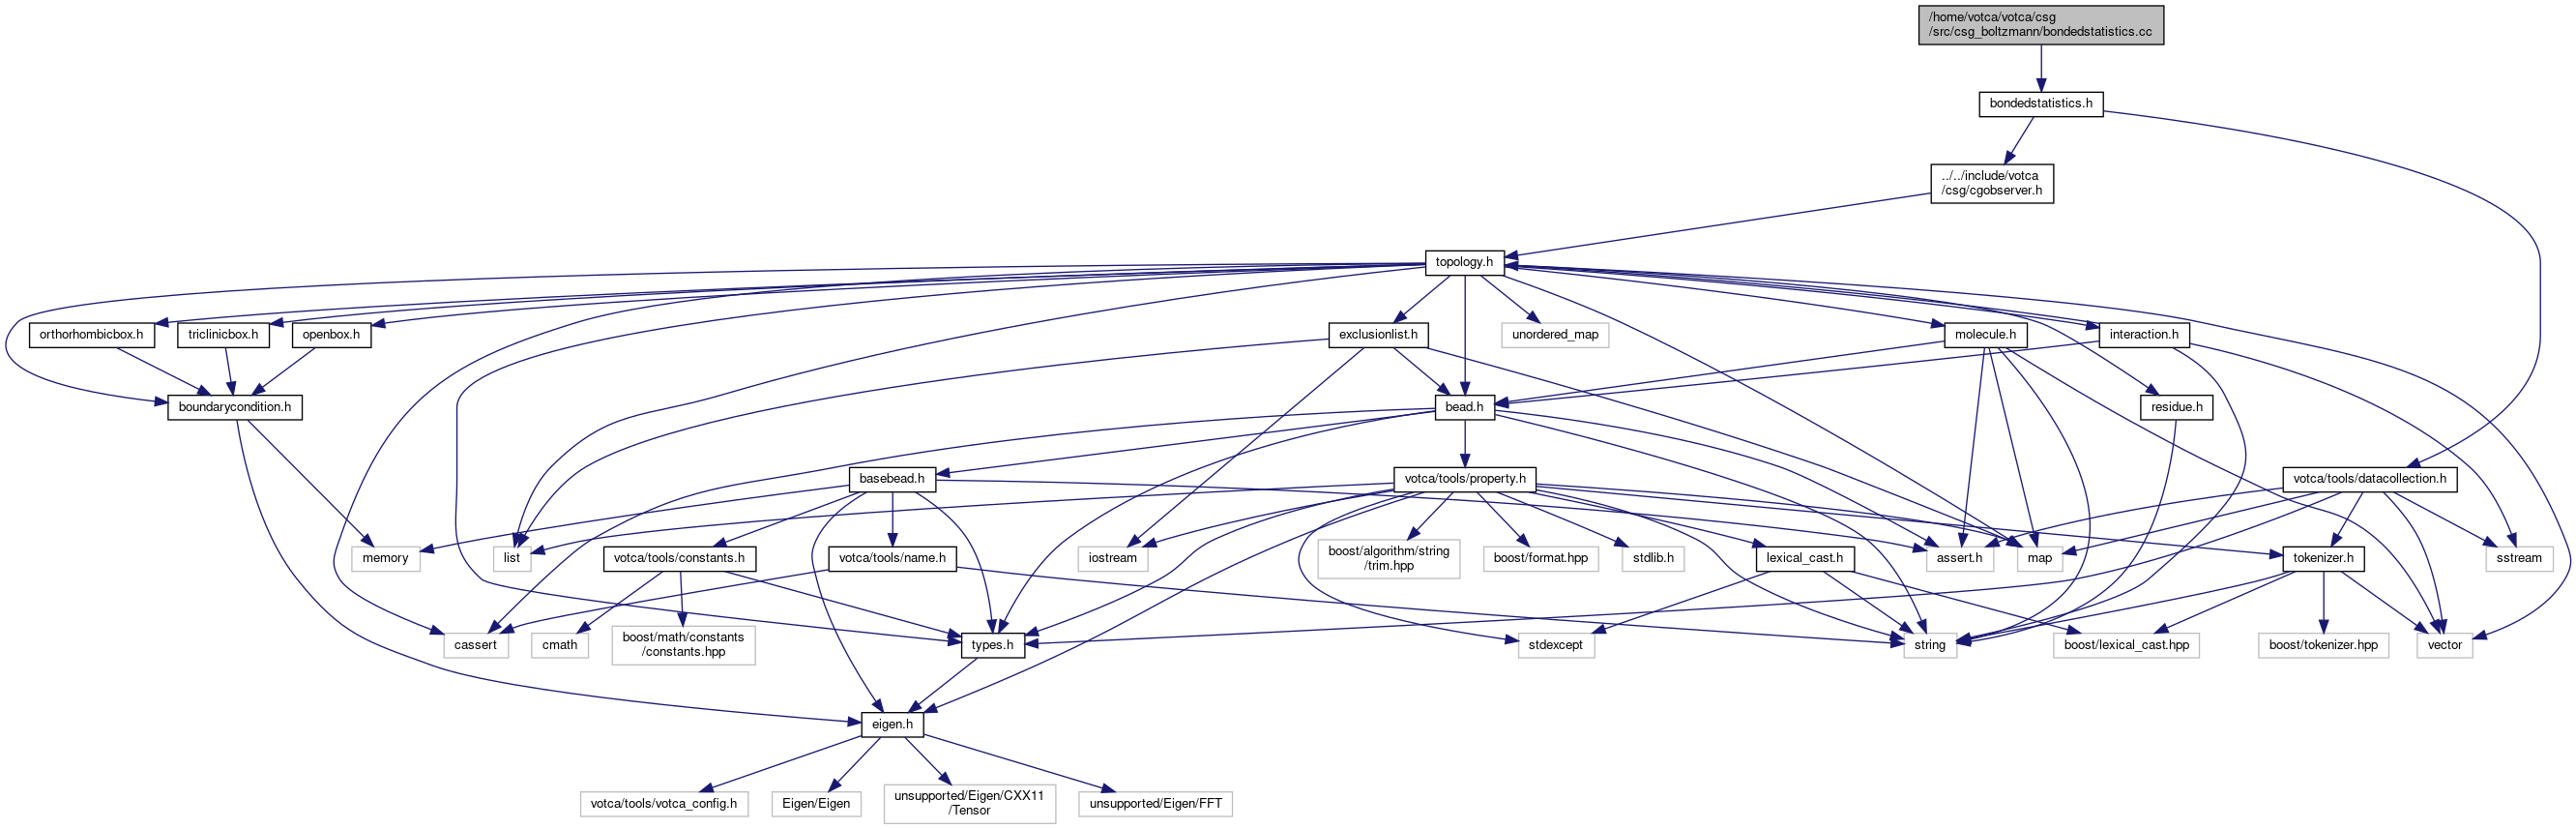 /home/votca/votca/csg
/src/csg_boltzmann/bondedstatistics.cc
bondedstatistics.h
../../include/votca
/csg/cgobserver.h
topology.h
orthorhombicbox.h
triclinicbox.h
openbox.h
exclusionlist.h
unordered_map
molecule.h
interaction.h
boundarycondition.h
bead.h
residue.h
basebead.h
votca/tools/property.h
votca/tools/datacollection.h
memory
list
votca/tools/constants.h
votca/tools/name.h
iostream
boost/algorithm/string
/trim.hpp
boost/format.hpp
stdlib.h
lexical_cast.h
assert.h
map
tokenizer.h
sstream
cassert
cmath
boost/math/constants
/constants.hpp
types.h
stdexcept
string
boost/lexical_cast.hpp
boost/tokenizer.hpp
vector
eigen.h
votca/tools/votca_config.h
Eigen/Eigen
unsupported/Eigen/CXX11
/Tensor
unsupported/Eigen/FFT